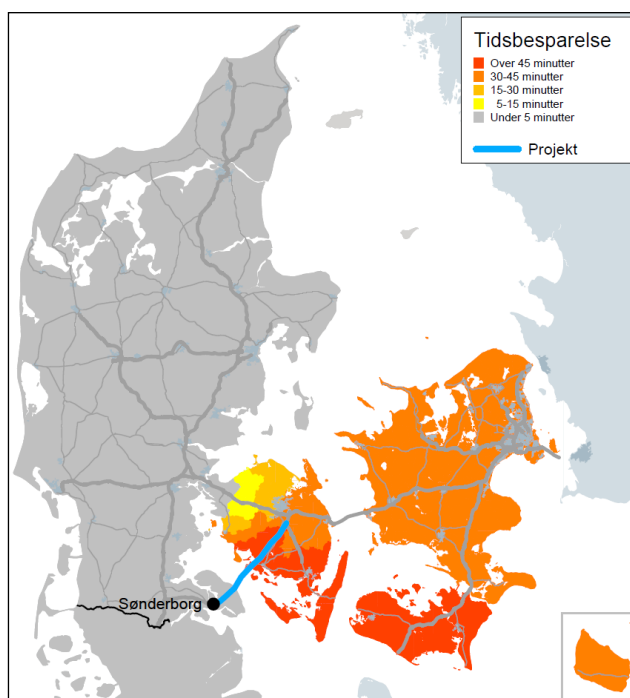 Tidsbesparelse
Over 45 minutter
30-45 minutter
15-30 minutter
5-15 minutter
Under 5 minutter
Projekt
Sønderborg